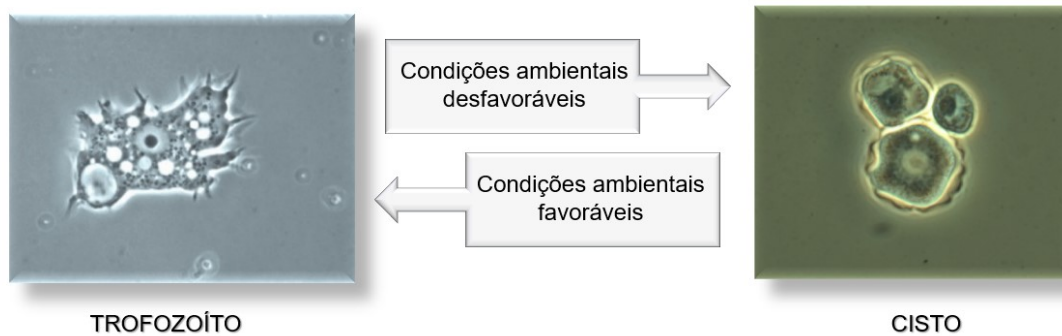 Condições ambientais
desfavoráveis
Condições ambientais
favoráveis
TROFOZOÍTO
CISTO